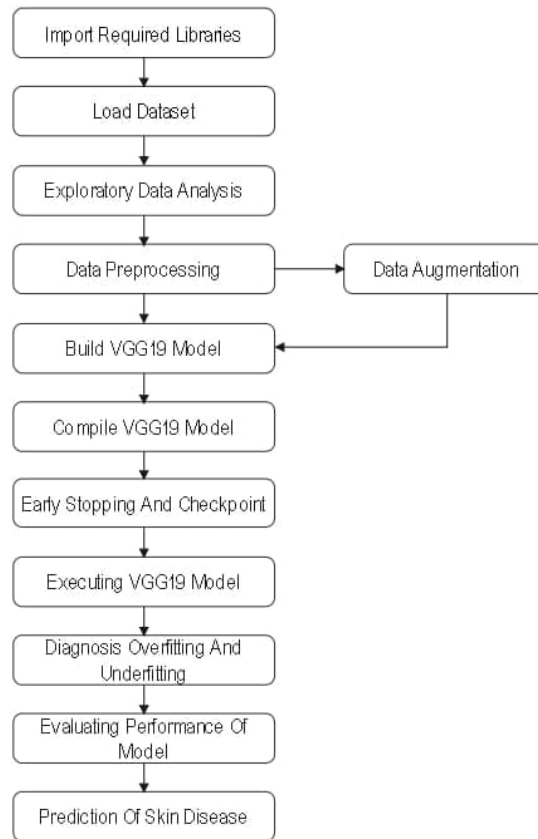 Import Required Libraries
Load Dataset
Exploratory Data Analysis
Data Preprocessing
Data Augmentation
Build VGG19 Model
Compile VGG19 Model
Early Stopping And Checkpoint
Executing VGG19 Model
Diagnosis Overfitting And
Underfitting
Evaluating Performance Of
Model
Prediction Of Skin Disease